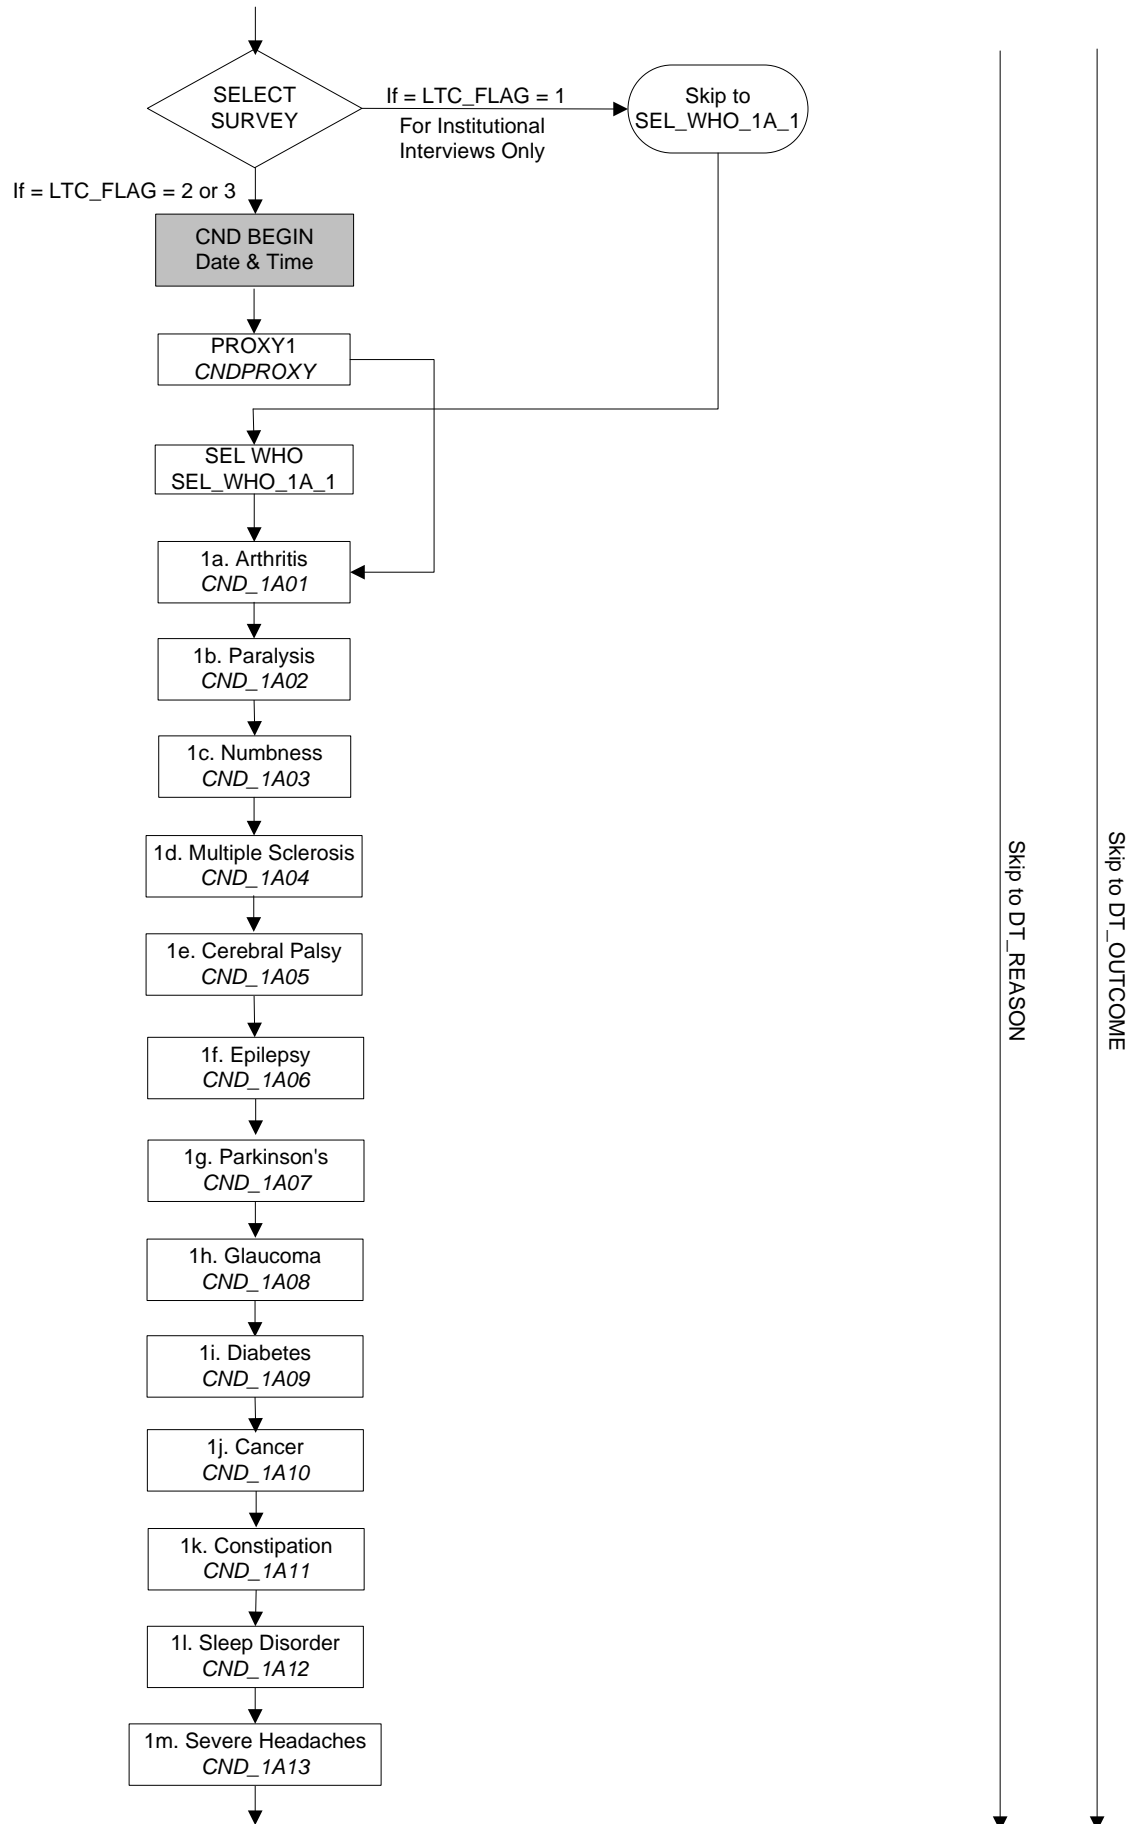 SELECT
SURVEY
If = LTC_FLAG = 1
For Institutional
Interviews Only
Skip to
SEL_WHO_1A_1
If = LTC_FLAG = 2 or 3
CND BEGIN
Date & Time
PROXY1
CNDPROXY
SEL WHO
SEL_WHO_1A_1
1a. Arthritis
CND_1A01
1b. Paralysis
CND_1A02
1c. Numbness
CND_1A03
1d. Multiple Sclerosis
CND_1A04
1e. Cerebral Palsy
CND_1A05
1f. Epilepsy
CND_1A06
1g. Parkinson's
CND_1A07
1h. Glaucoma
CND_1A08
1i. Diabetes
CND_1A09
1j. Cancer
CND_1A10
1k. Constipation
CND_1A11
1l. Sleep Disorder
CND_1A12
1m. Severe Headaches
CND_1A13
Skip to DT_REASON
Skip to DT_OUTCOME